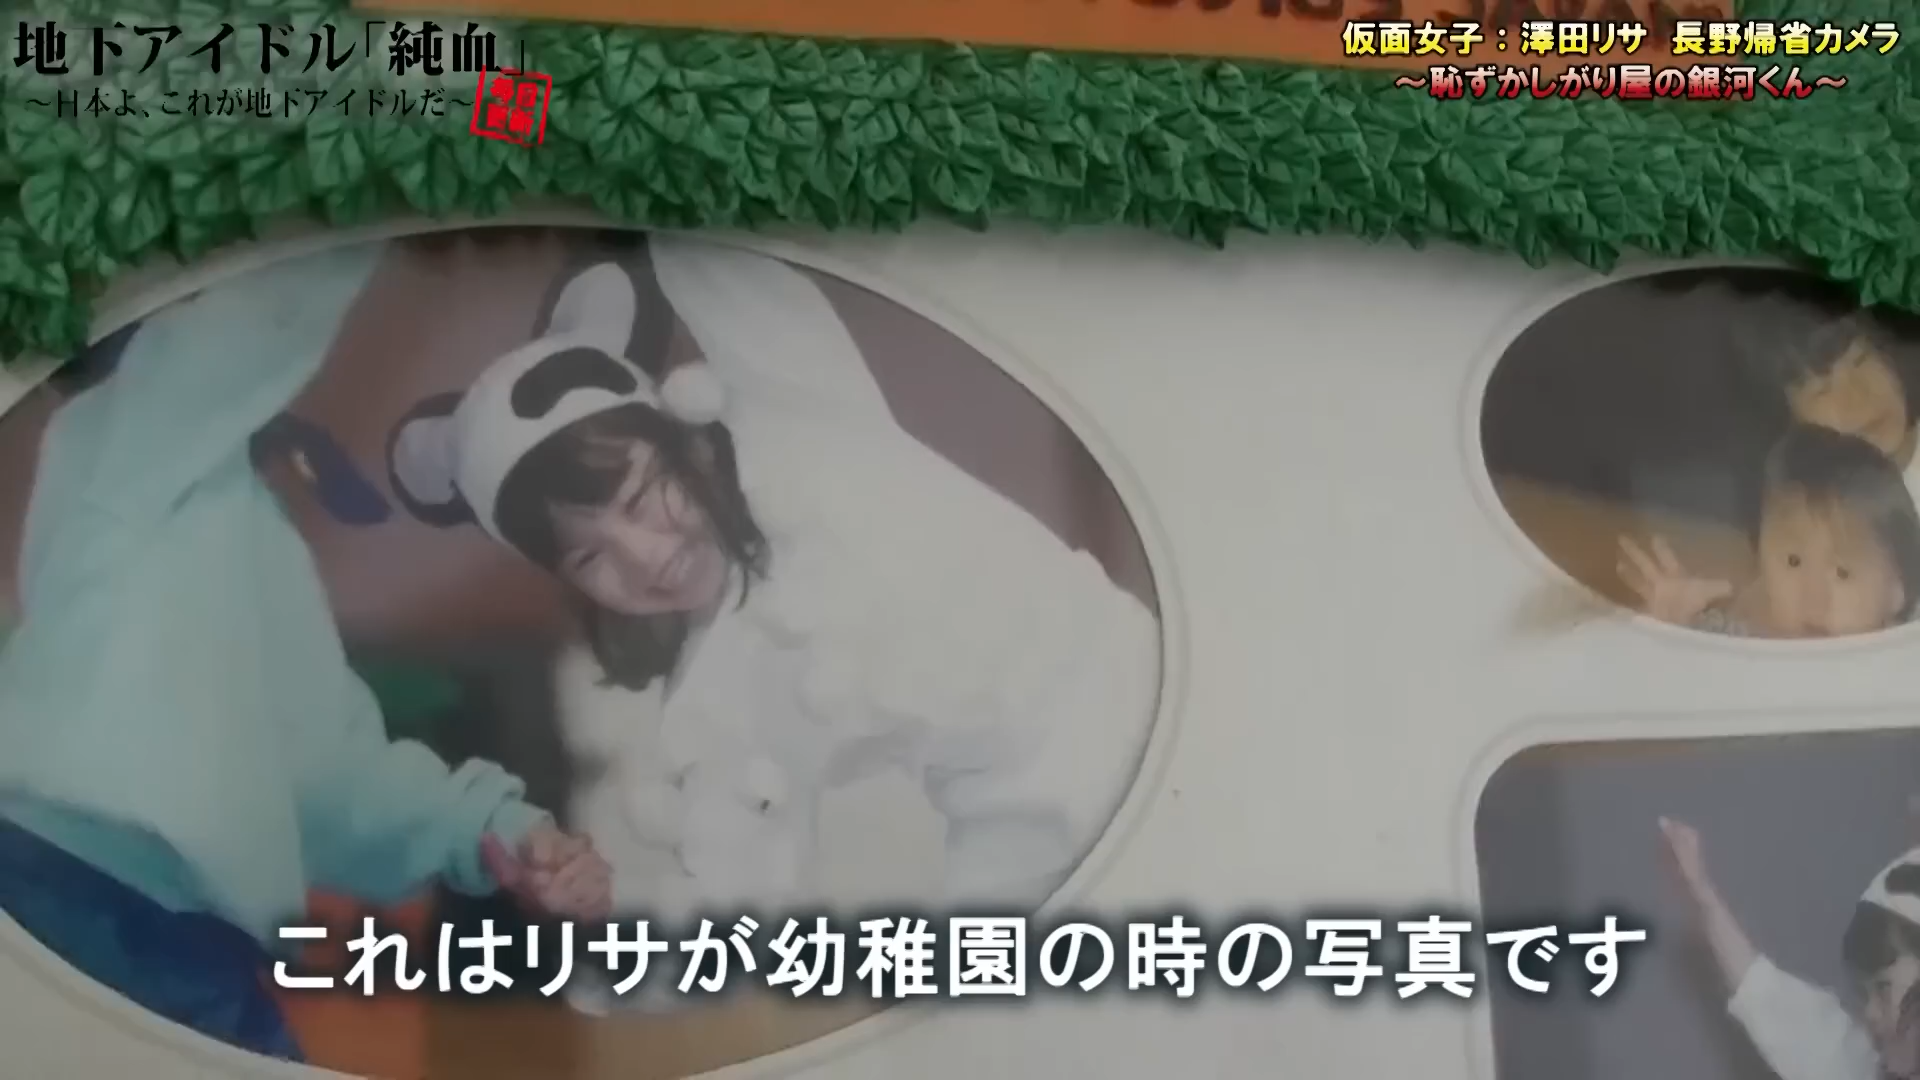 地下アイドル「純血」
～日本よ、これが地下アイドルだ～
毎日更新
仮面女子：澤田リサ 長野帰省カメラ
～恥ずかしがり屋の銀河くん～
これはリサが幼稚園の時の写真です